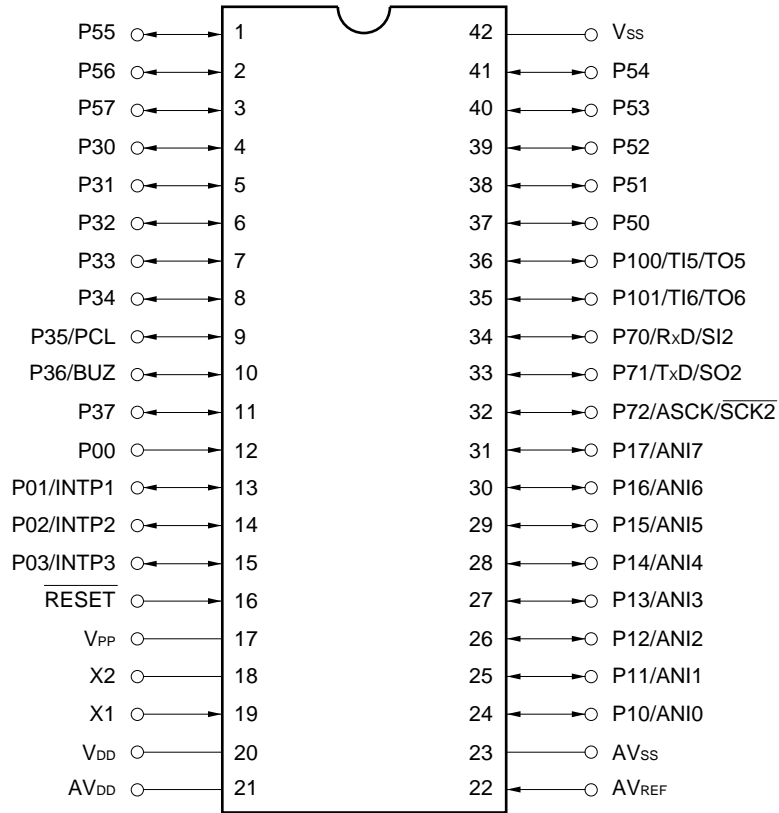 P55 1 42 Vss
P56 2 41 P54
P57 3 40 P53
P30 4 39 P52
P31 5 38 P51
P32 6 37 P50
P33 7 36 P100/TI5/TO5
P34 8 35 P101/TI6/TO6
P35/PCL 9 34 P70/RxD/SI2
P36/BUZ 10 33 P71/TxD/SO2
P37 11 32 P72/ASCK/S̅C̅K̅2̅
P00 12 31 P17/ANI7
P01/INTP1 13 30 P16/ANI6
P02/INTP2 14 29 P15/ANI5
P03/INTP3 15 28 P14/ANI4
R̅E̅S̅E̅T̅ 16 27 P13/ANI3
VPP 17 26 P12/ANI2
X2 18 25 P11/ANI1
X1 19 24 P10/ANI0
VDD 20 23 AVss
AVDD 21 22 AVREF